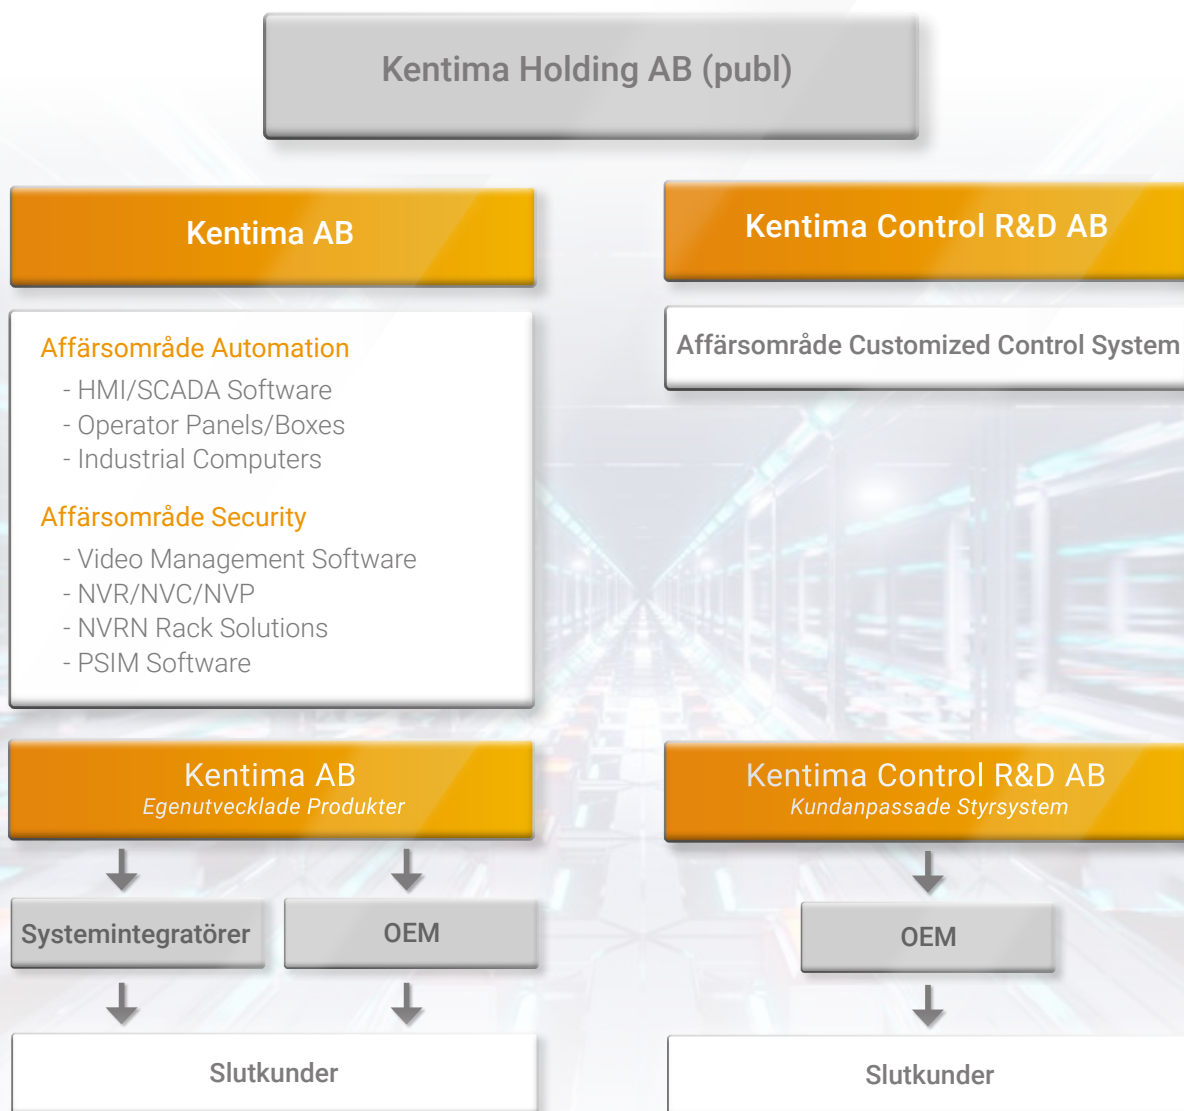 Kentima Holding AB (publ)
Kentima AB
Affärsområde Automation
- HMI/SCADA Software
- Operator Panels/Boxes
- Industrial Computers
Affärsområde Security
- Video Management Software
- NVR/NVC/NVP
- NVRN Rack Solutions
- PSIM Software
Kentima Control R&D AB
Affärsområde Customized Control System
Kentima AB
Egenutvecklade Produkter
Systemintegratörer
OEM
Slutkunder
Kentima Control R&D AB
Kundanpassade Styrsystem
OEM
Slutkunder